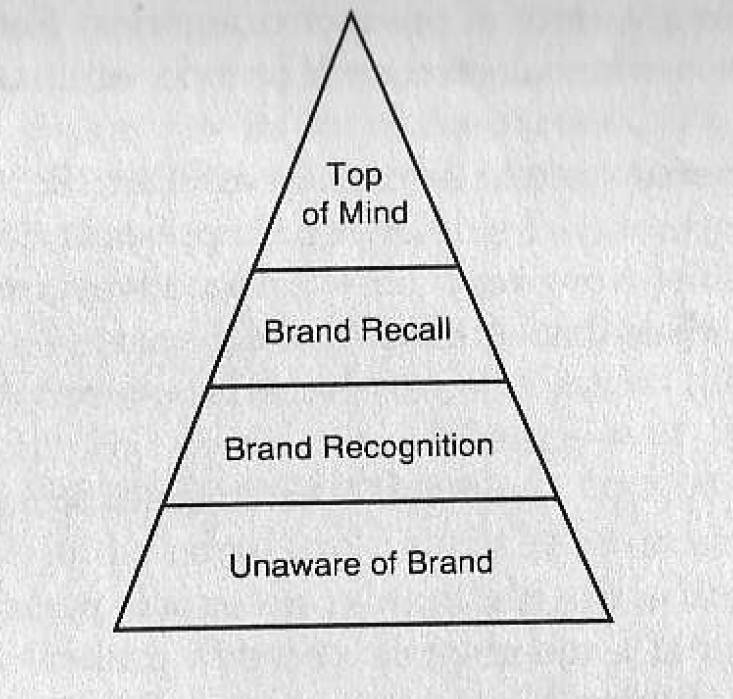 Top
of Mind
Brand Recall
Brand Recognition
Unaware of Brand